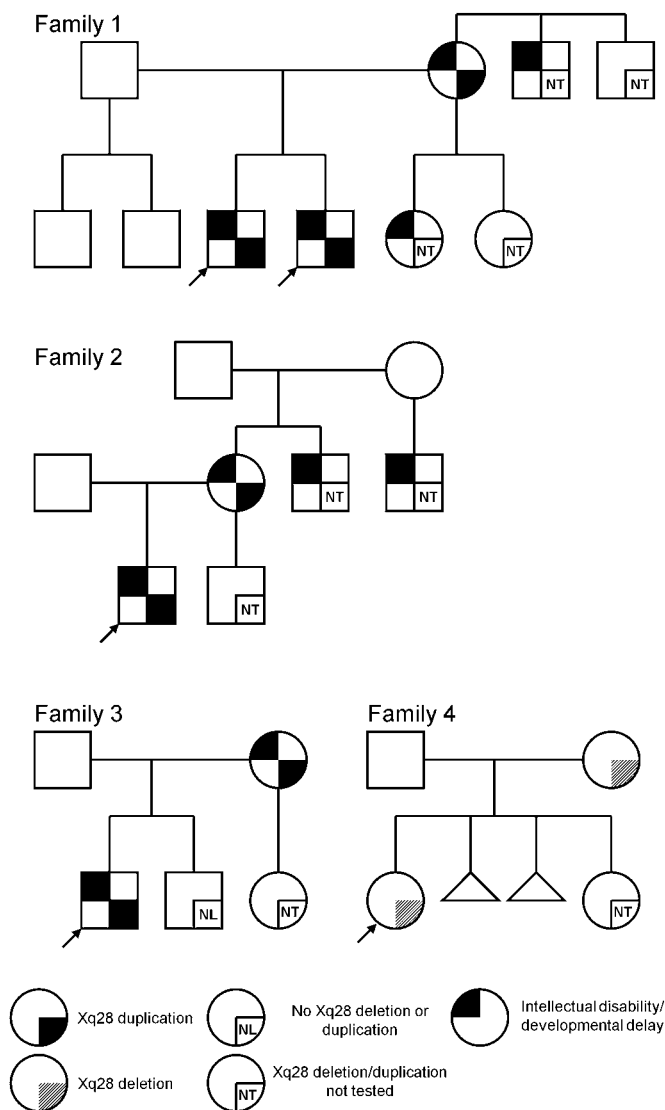 Family 1
NT NT
NT NT
Family 2
NT NT
NT
Family 3 Family 4
NL NT NT
Xq28 duplication
NL
No Xq28 deletion or
duplication
Intellectual disability/
developmental delay
Xq28 deletion
NT
Xq28 deletion/duplication
not tested